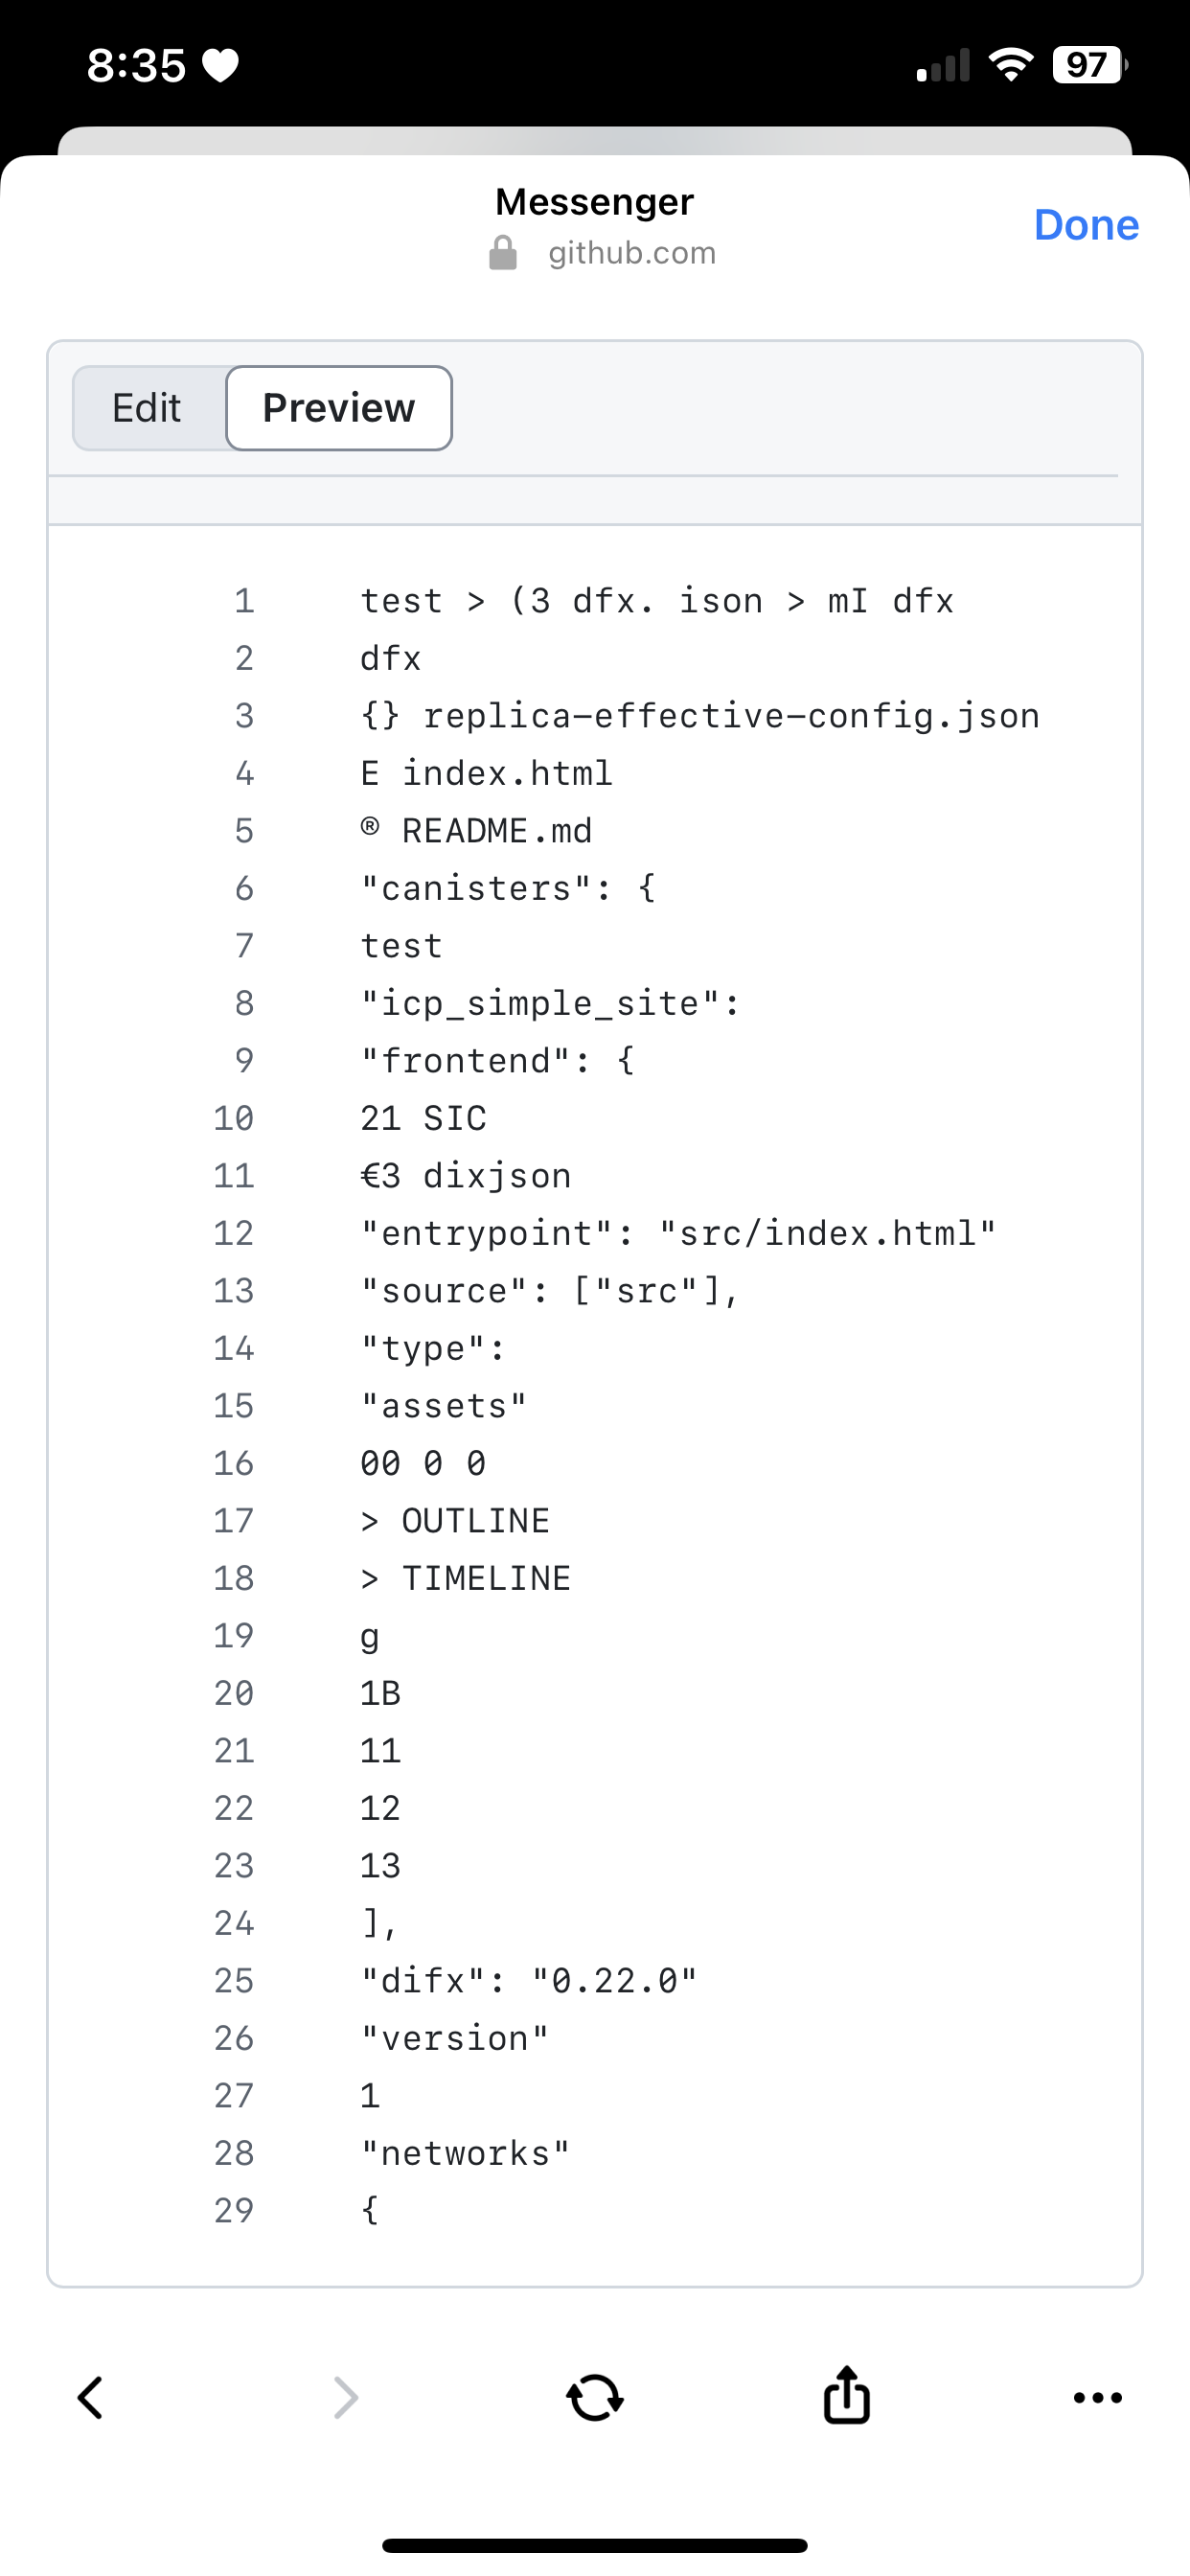 8:35
97
Messenger
github.com
Done
Edit
Preview
1 test > (3 dfx. ison > mI dfx
2 dfx
3 {} replica-effective-config.json
4 E index.html
5 ® README.md
6 "canisters": {
7 test
8 "icp_simple_site":
9 "frontend": {
10 21 SIC
11 €3 dixjson
12 "entrypoint": "src/index.html"
13 "source": ["src"],
14 "type":
15 "assets"
16 00 0 0
17 > OUTLINE
18 > TIMELINE
19 g
20 1B
21 11
22 12
23 13
24 ],
25 "difx": "0.22.0"
26 "version"
27 1
28 "networks"
29 {